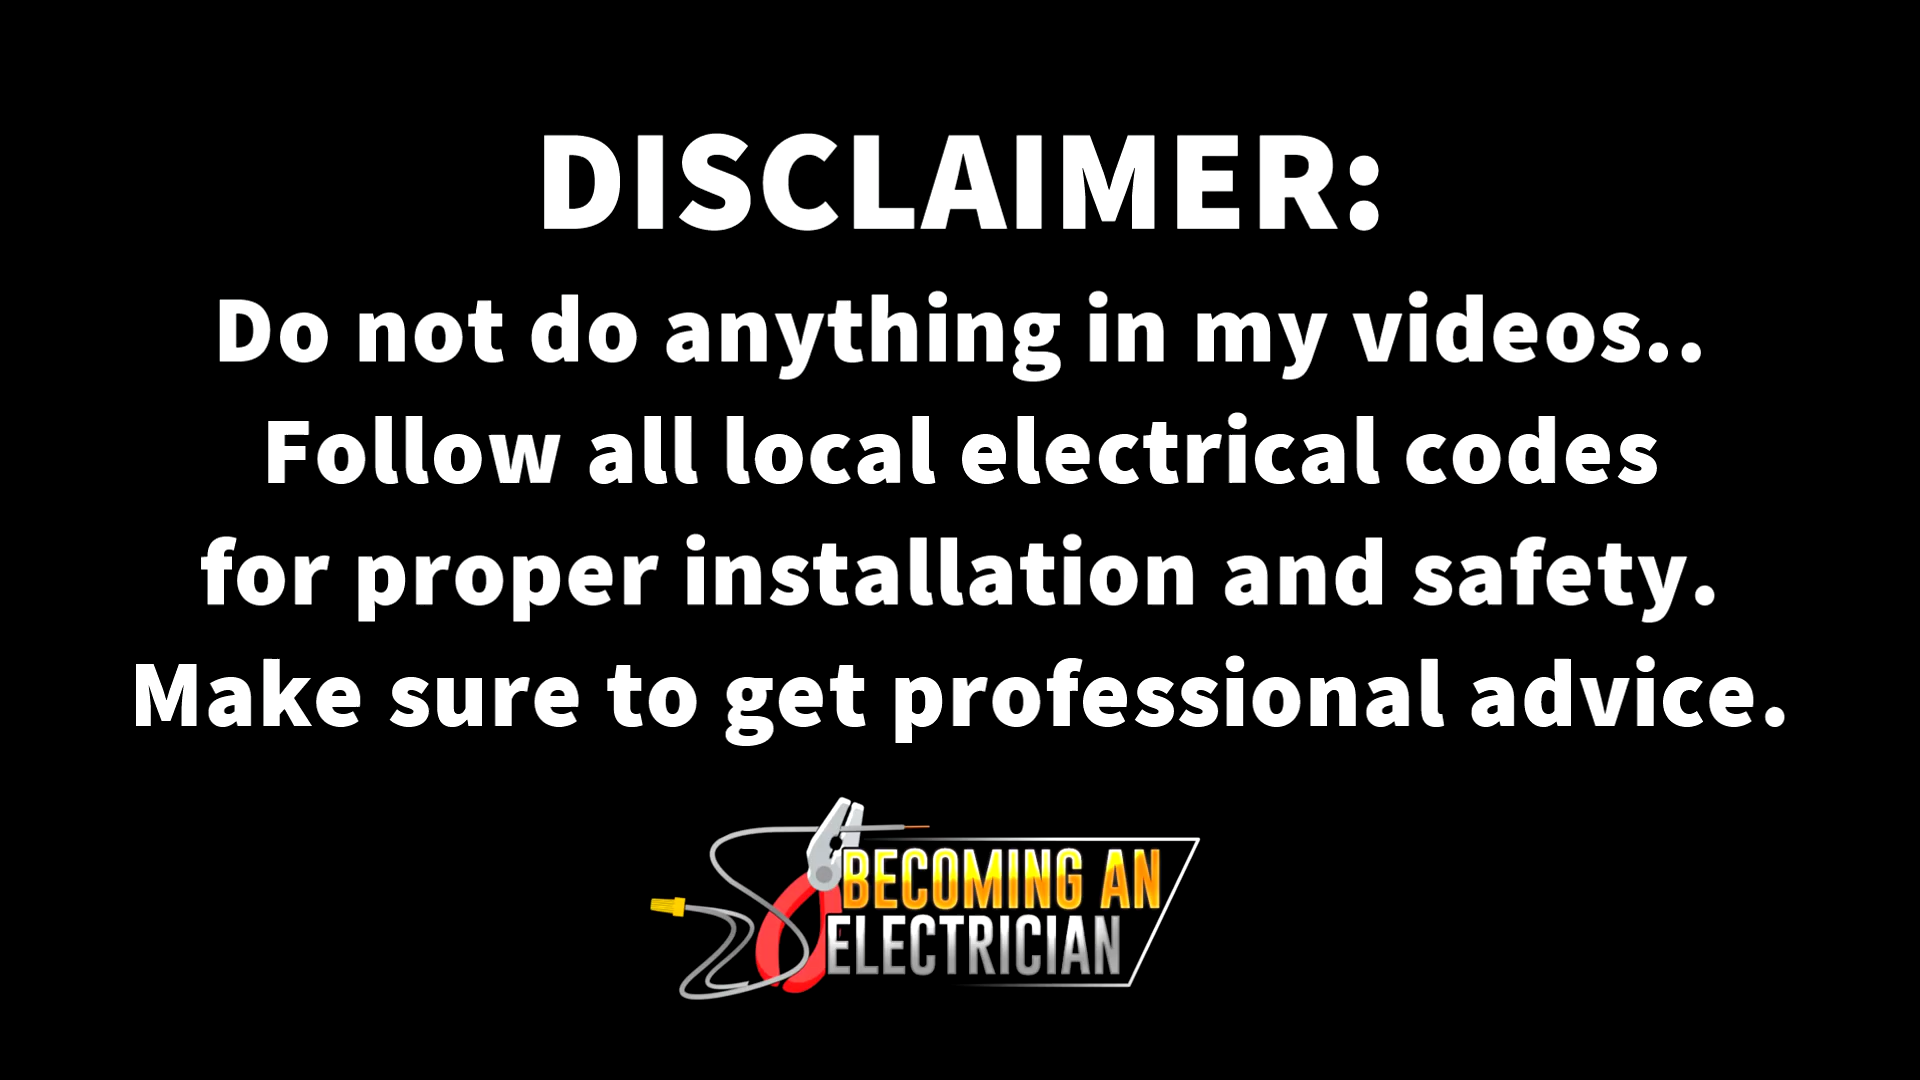 DISCLAIMER:
Do not do anything in my videos..
Follow all local electrical codes
for proper installation and safety.
Make sure to get professional advice.
BECOMING AN
ELECTRICIAN